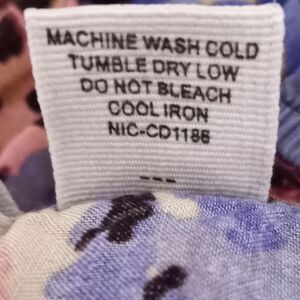 MACHINE WASH COLD
TUMBLE DRY LOW
DO NOT BLEACH
COOL IRON
NIC-CD1186
---